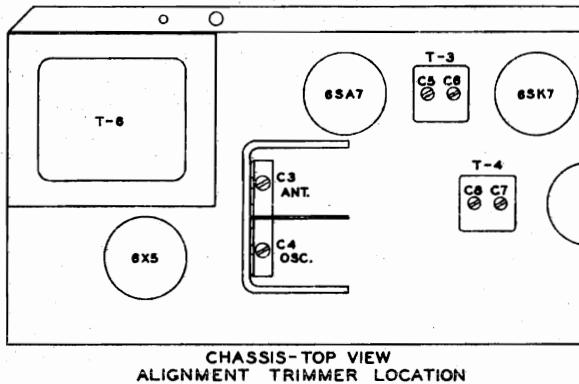 T-3
C5 C6
6SA7
6SK7
T-6
T-4
C3
ANT.
C8 C7
C4
OSC.
6X5
CHASSIS-TOP VIEW
ALIGNMENT TRIMMER LOCATION